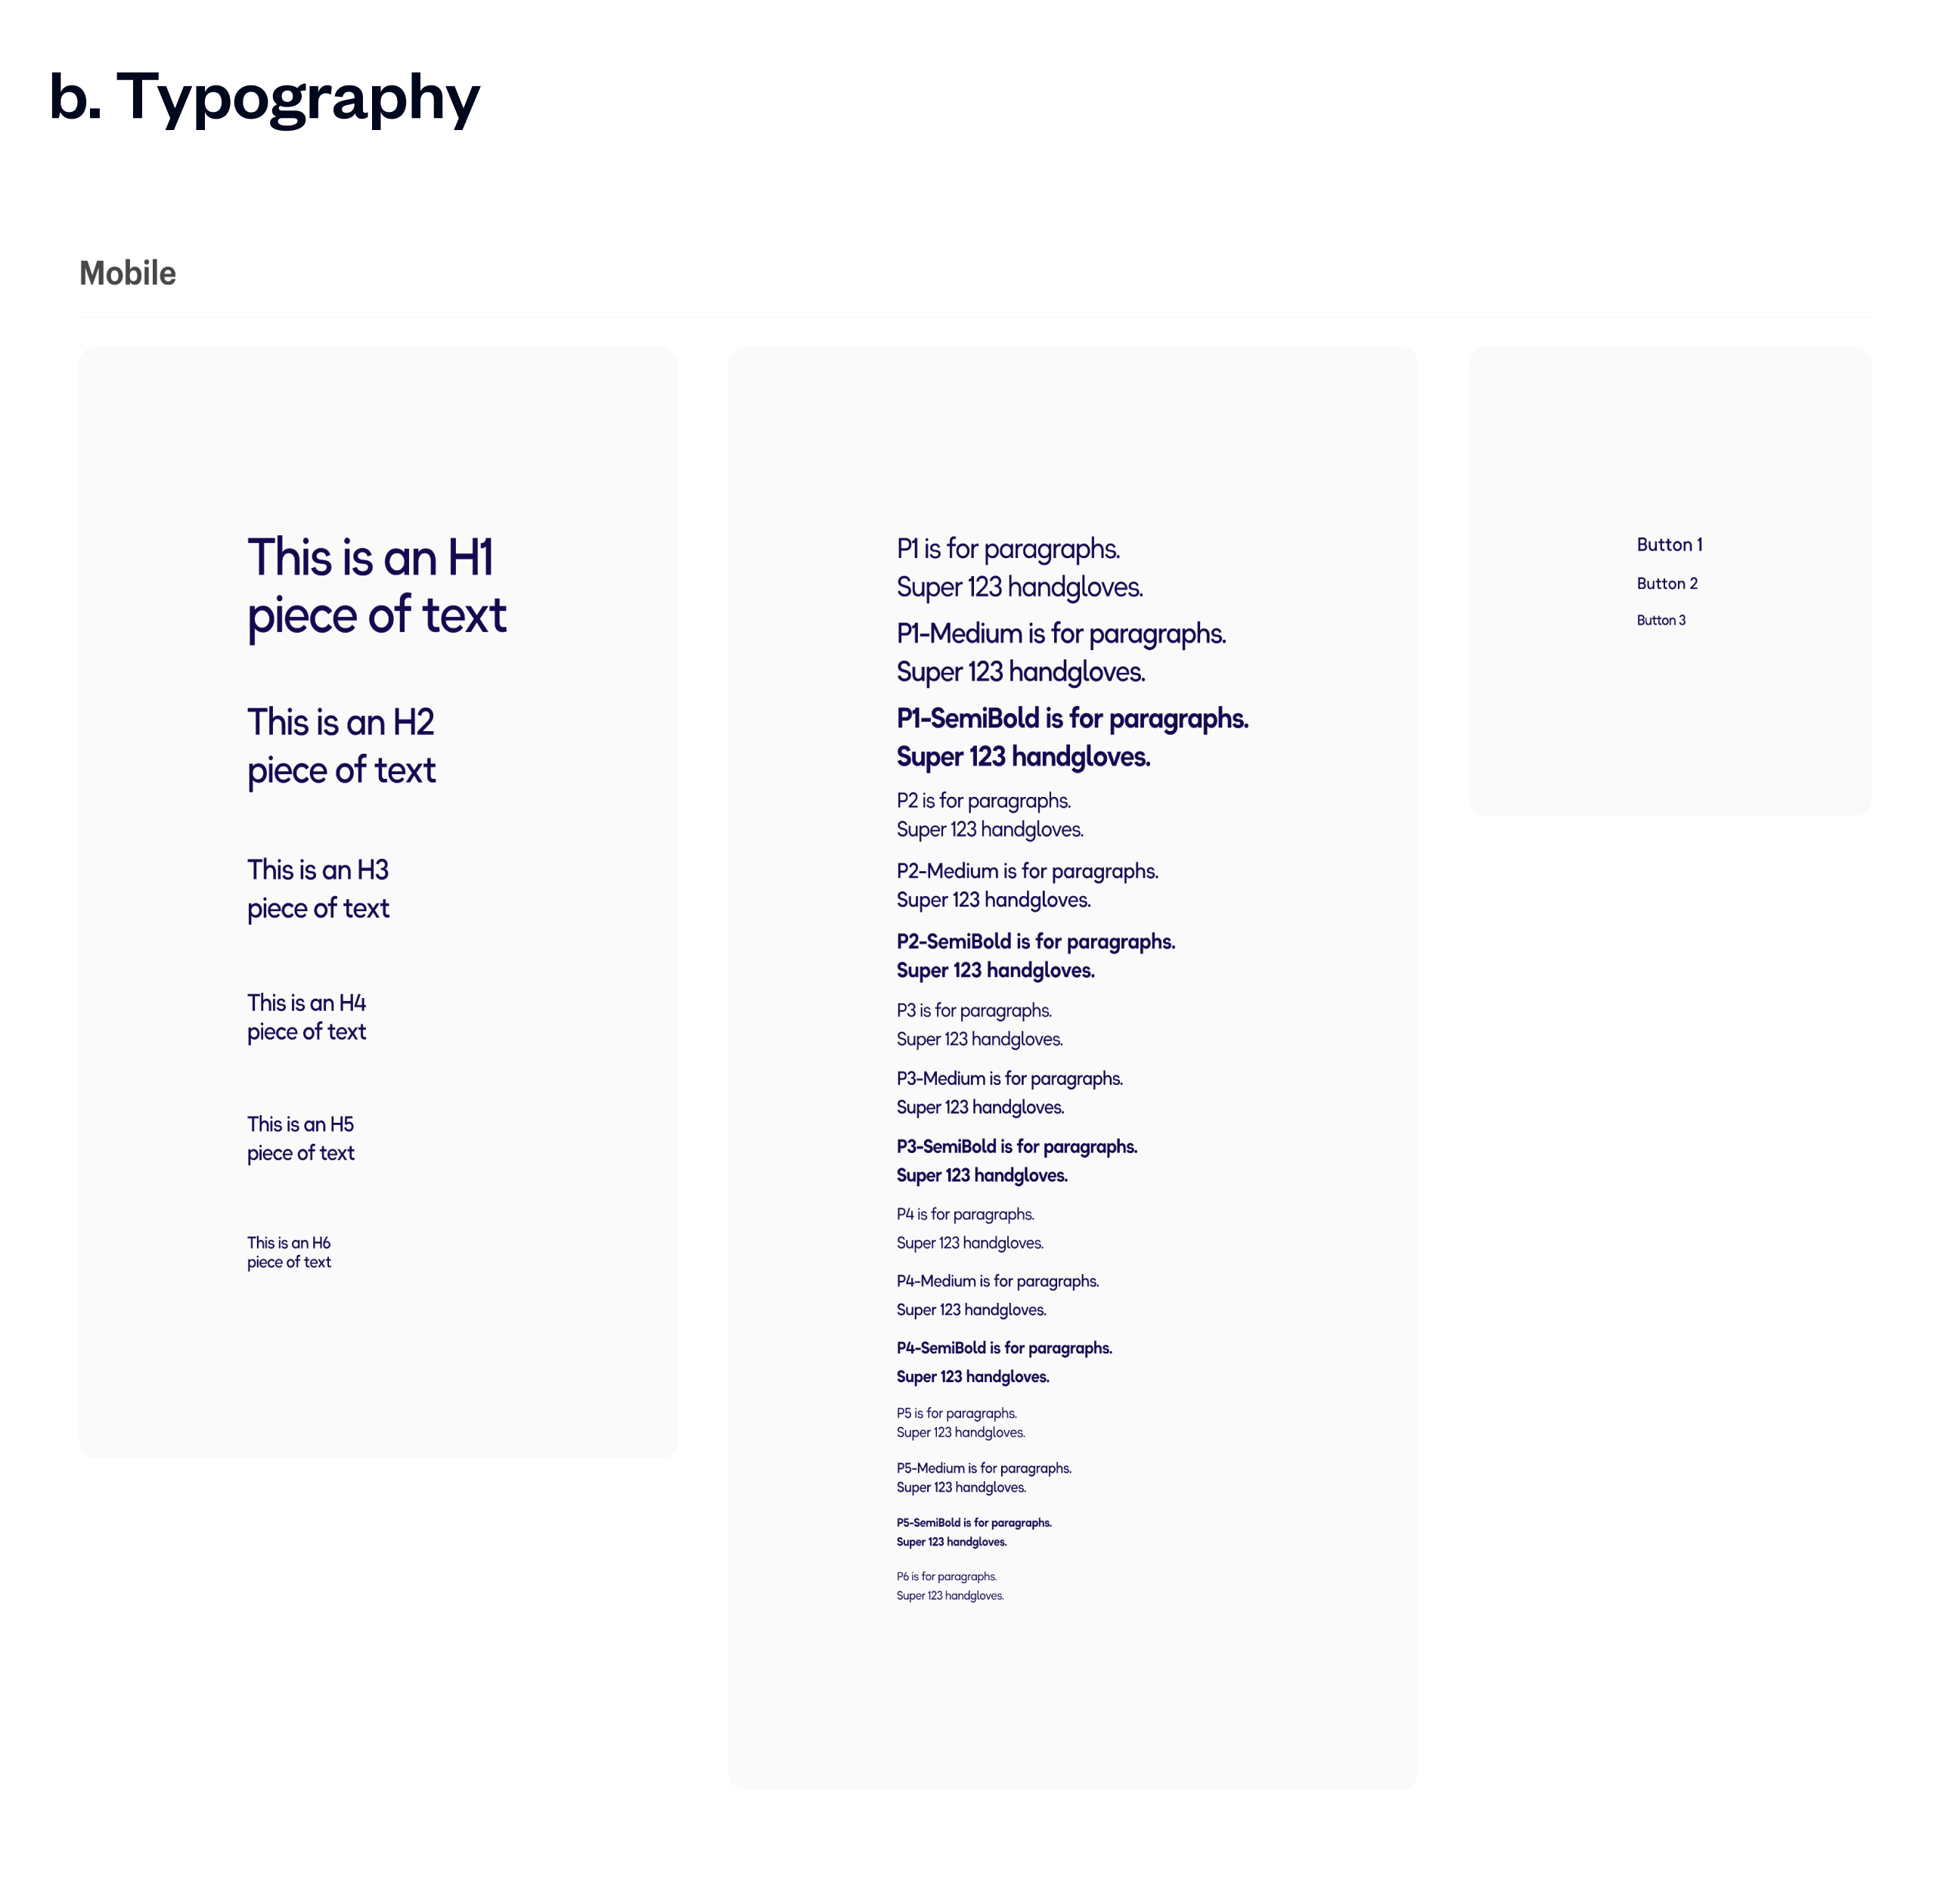 b. Typography
Mobile
This is an H1
piece of text
This is an H2
piece of text
This is an H3
piece of text
This is an H4
piece of text
This is an H5
piece of text
This is an H6
piece of text
P1 is for paragraphs.
Super 123 handgloves.
P1-Medium is for paragraphs.
Super 123 handgloves.
P1-SemiBold is for paragraphs.
Super 123 handgloves.
P2 is for paragraphs.
Super 123 handgloves.
P2-Medium is for paragraphs.
Super 123 handgloves.
P2-SemiBold is for paragraphs.
Super 123 handgloves.
P3 is for paragraphs.
Super 123 handgloves.
P3-Medium is for paragraphs.
Super 123 handgloves.
P3-SemiBold is for paragraphs.
Super 123 handgloves.
P4 is for paragraphs.
Super 123 handgloves.
P4-Medium is for paragraphs.
Super 123 handgloves.
P4-SemiBold is for paragraphs.
Super 123 handgloves.
P5 is for paragraphs.
Super 123 handgloves.
P5-Medium is for paragraphs.
Super 123 handgloves.
P5-SemiBold is for paragraphs.
Super 123 handgloves.
P6 is for paragraphs.
Super 123 handgloves.
Button 1
Button 2
Button 3